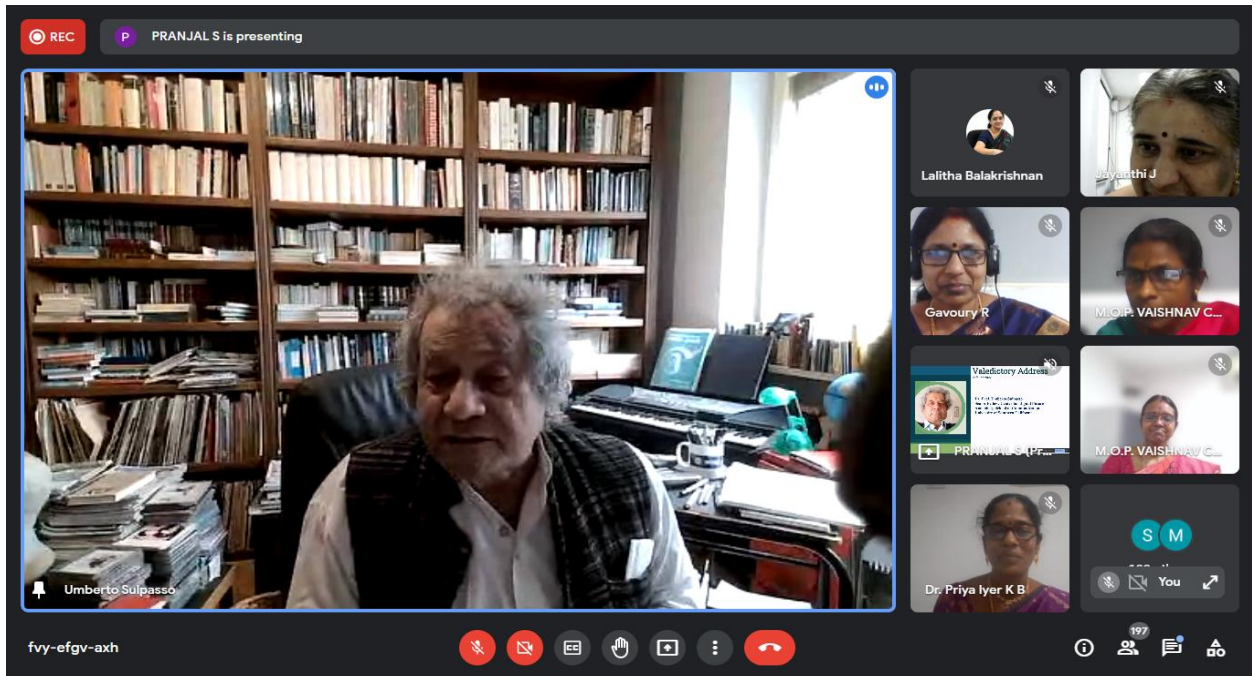 REC
P
PRANJAL S is presenting
Umberto Sulpasso
Lalitha Balakrishnan
Jayanthi J
Gavoury R
M.O.P. VAISHNAV C...
Valedictory Address
PRANJAL S (Pr...
M.O.P. VAISHNAV C...
Dr. Priya Iyer K B
S M
You
fvy-efgv-axh
CC
197